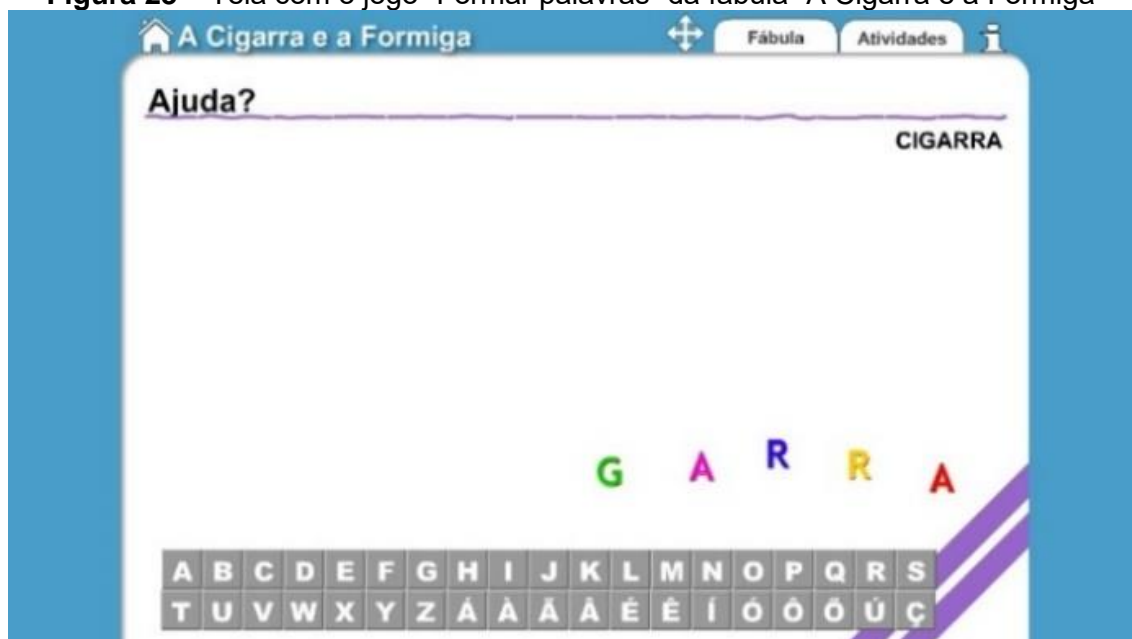 A Cigarra e a Formiga
Fábula
Atividades
i
Ajuda?
CIGARRA
G A R R A
A B C D E F G H I J K L M N O P Q R S
T U V W X Y Z Á À Ã Â É Ê Í Ó Ô Õ Ú Ç